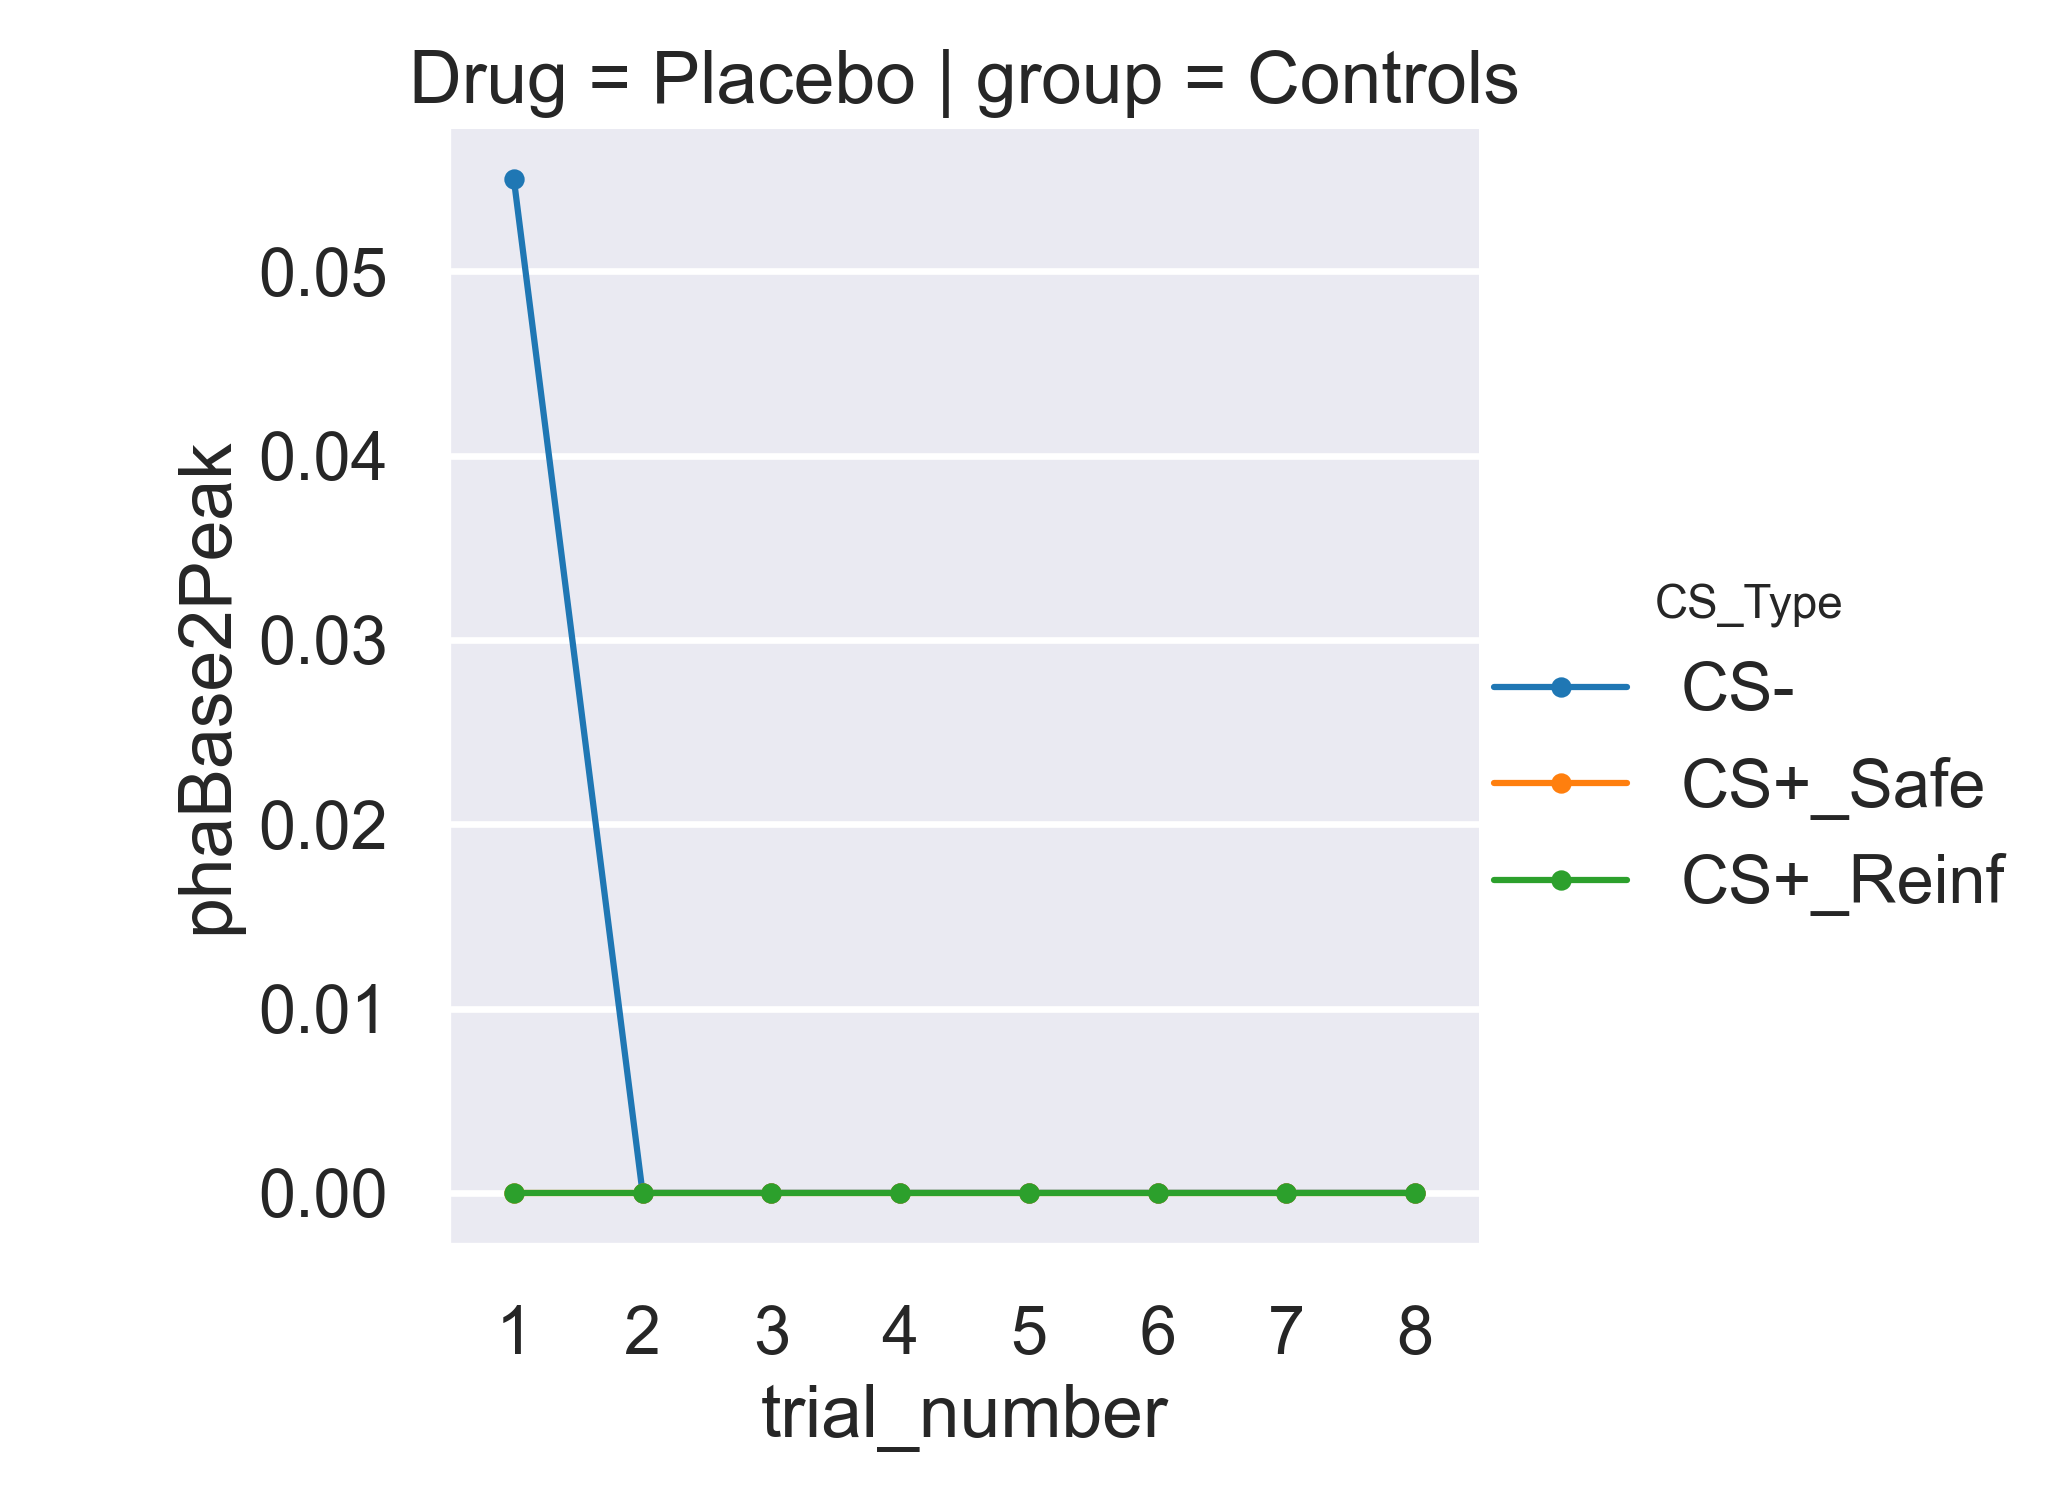 Drug = Placebo | group = Controls
phaBase2Peak
0.05
0.04
0.03
0.02
0.01
0.00
1 2 3 4 5 6 7 8
trial_number
CS_Type
CS-
CS+_Safe
CS+_Reinf